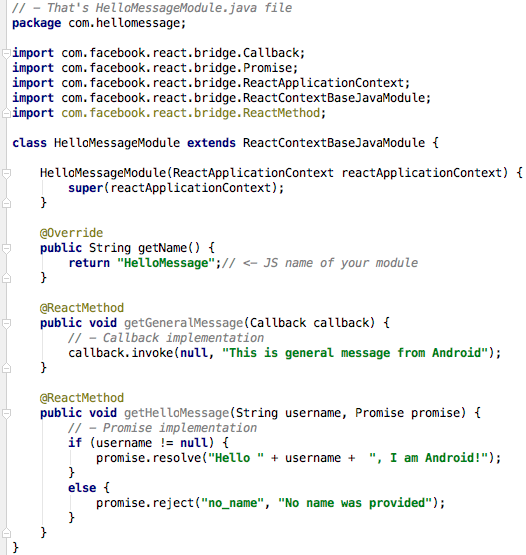 // – That's HelloMessageModule.java file
package com.hellomessage;

import com.facebook.react.bridge.Callback;
import com.facebook.react.bridge.Promise;
import com.facebook.react.bridge.ReactApplicationContext;
import com.facebook.react.bridge.ReactContextBaseJavaModule;
import com.facebook.react.bridge.ReactMethod;

class HelloMessageModule extends ReactContextBaseJavaModule {

    HelloMessageModule(ReactApplicationContext reactApplicationContext) {
        super(reactApplicationContext);
    }

    @Override
    public String getName() {
        return "HelloMessage";// <– JS name of your module
    }

    @ReactMethod
    public void getGeneralMessage(Callback callback) {
        // – Callback implementation
        callback.invoke(null, "This is general message from Android");
    }

    @ReactMethod
    public void getHelloMessage(String username, Promise promise) {
        // – Promise implementation
        if (username != null) {
            promise.resolve("Hello " + username +  ", I am Android!");
        }
        else {
            promise.reject("no_name", "No name was provided");
        }
    }
}